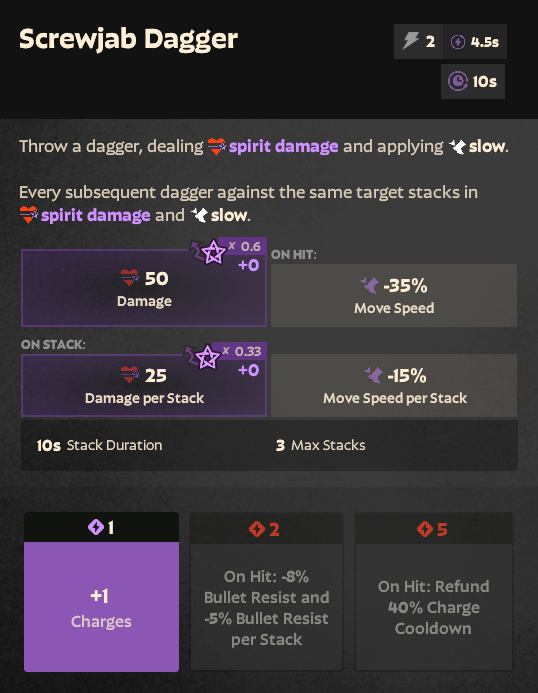 Screwjab Dagger
2
4.5s
10s
Throw a dagger, dealing spirit damage and applying slow.
Every subsequent dagger against the same target stacks in
spirit damage and slow.
x 0.6
+0
50
Damage
ON HIT:
-35%
Move Speed
ON STACK:
x 0.33
+0
25
Damage per Stack
-15%
Move Speed per Stack
10s Stack Duration
3 Max Stacks
1
+1
Charges
2
On Hit: -8%
Bullet Resist and
-5% Bullet Resist
per Stack
5
On Hit: Refund
40% Charge
Cooldown